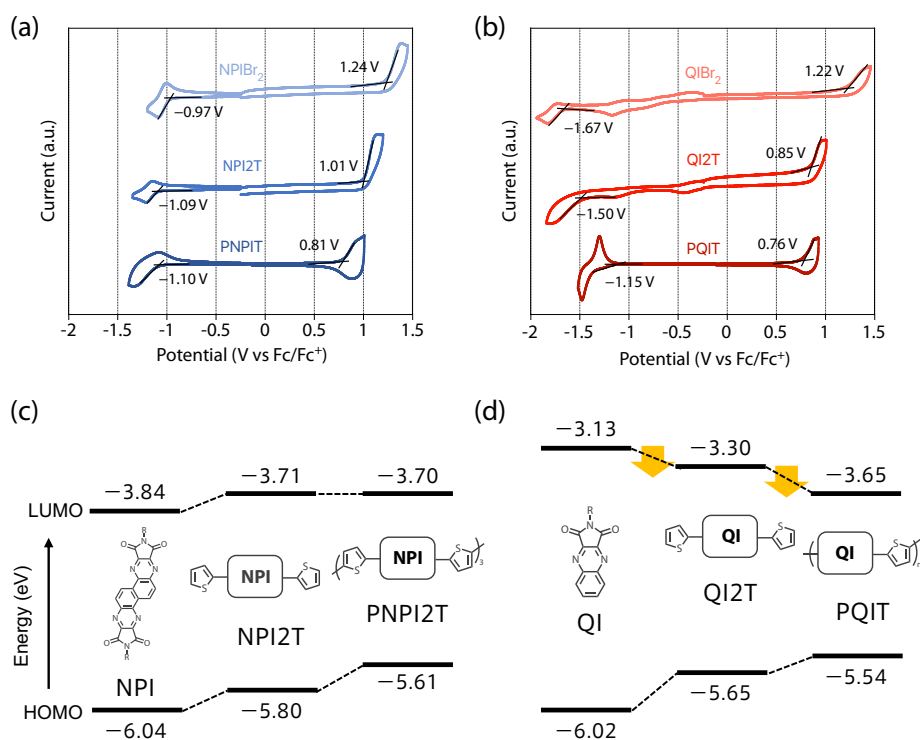 (a)
NPIBr2
1.24 V
−0.97 V
NPI2T
1.01 V
−1.09 V
PNPIT
0.81 V
−1.10 V
Current (a.u.)
-2 -1.5 -1 -0.5 0 0.5 1 1.5
Potential (V vs Fc/Fc+)
(b)
QIBr2
1.22 V
−1.67 V
QI2T
0.85 V
−1.50 V
PQIT
0.76 V
−1.15 V
Current (a.u.)
-2 -1.5 -1 -0.5 0 0.5 1 1.5
Potential (V vs Fc/Fc+)
(c)
−3.84
−3.71
−3.70
LUMO
Energy (eV)
HOMO
R
N
O O
N N
N N
O O
N
R
NPI
S NPI S
NPI2T
S NPI S 3
PNPI2T
−6.04
−5.80
−5.61
(d)
−3.13
−3.30
−3.65
R
N
O O
N N
QI
S QI S
QI2T
QI S n
PQIT
−6.02
−5.65
−5.54